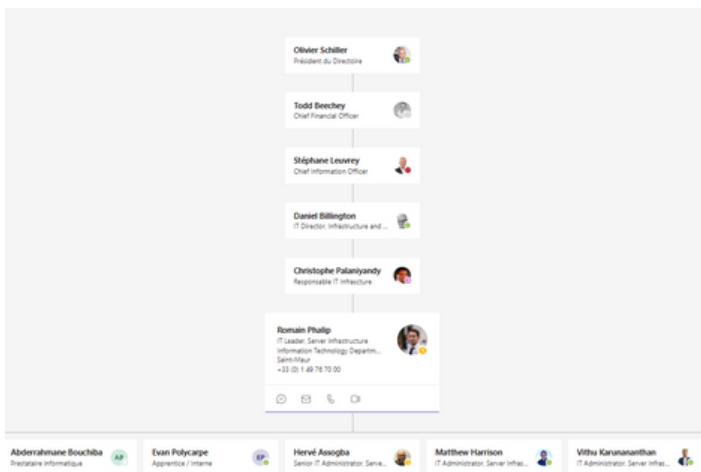 Olivier Schiller
Président du Directoire
Todd Beechey
Chief Financial Officer
Stéphane Leuvrey
Chief Information Officer
Daniel Billington
IT Director, Infrastructure and ...
Christophe Palaniyandy
Responsable IT Infrascture
Romain Phalip
IT Leader, Server Infrastructure
Information Technology Departm...
Saint-Maur
+33 (0) 1 49 76 70 00
Abderrahmane Bouchiba
Prestataire Informatique
AP
Evan Polycarpe
Apprentice / Interne
EP
Hervé Assogba
Senior IT Administrator, Serve...
Matthew Harrison
IT Administrator, Server Infras...
Vithu Karunananthan
IT Administrator, Server Infras...